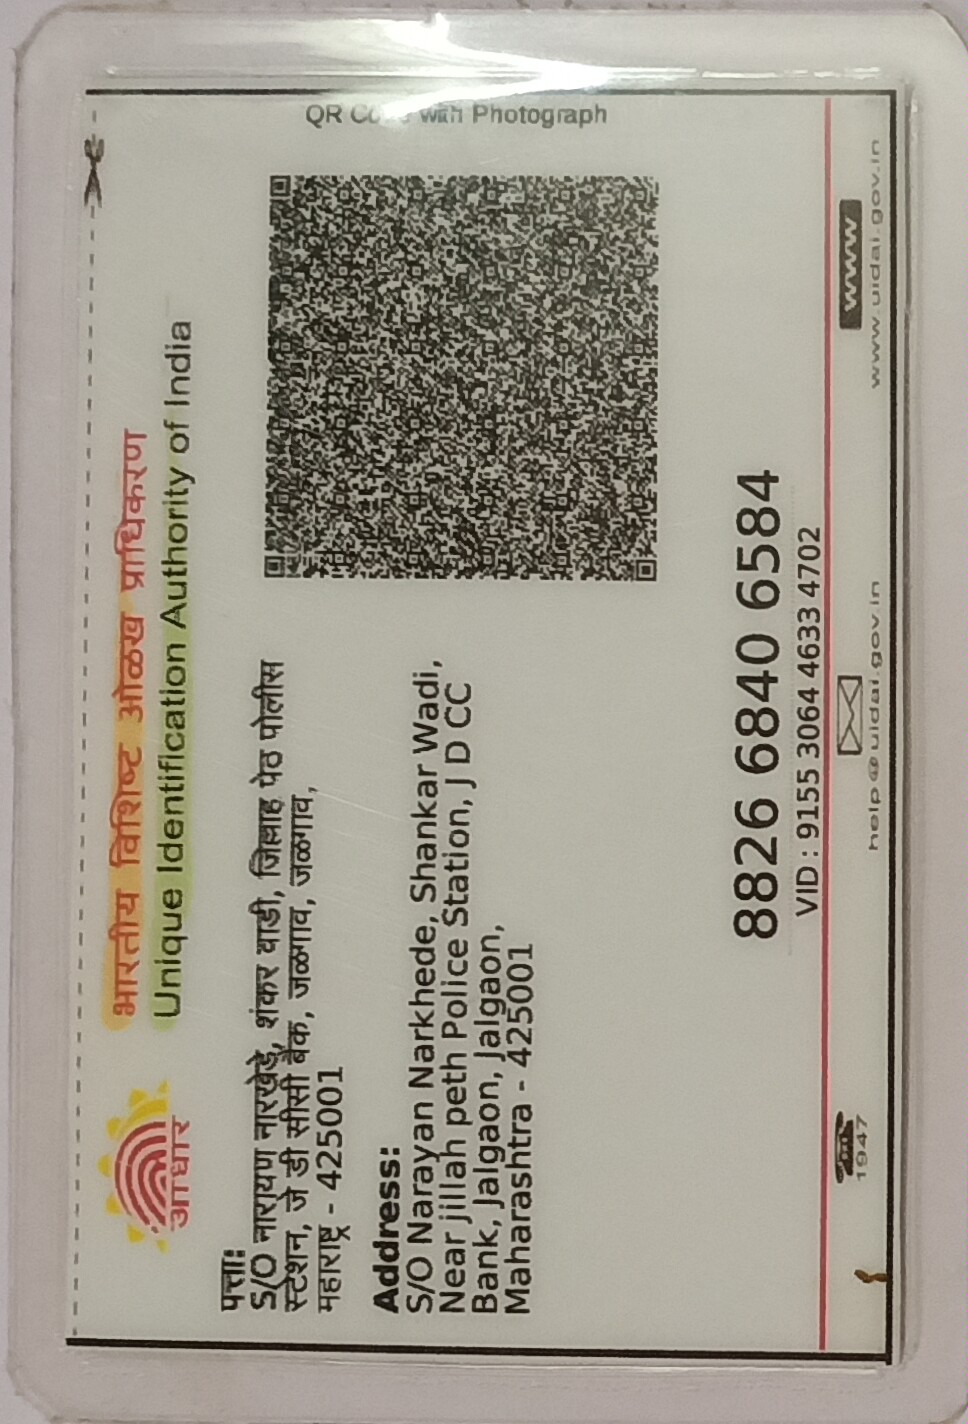 भारतीय विशिष्ट ओळख प्राधिकरण
Unique Identification Authority of India
आधार
QR with Photograph
पत्ता:
S/O नारायण नारखेडे, शंकर वाडी, जिल्लाह पेठ पोलीस
स्टेशन, जे डी सीसी बँक, जळगाव, जळगाव,
महाराष्ट्र - 425001
Address:
S/O Narayan Narkhede, Shankar Wadi,
Near jillah peth Police Station, J D CC
Bank, Jalgaon, Jalgaon,
Maharashtra - 425001
8826 6840 6584
VID : 9155 3064 4633 4702
1947
help@uidai.gov.in
www
www.uidai.gov.in